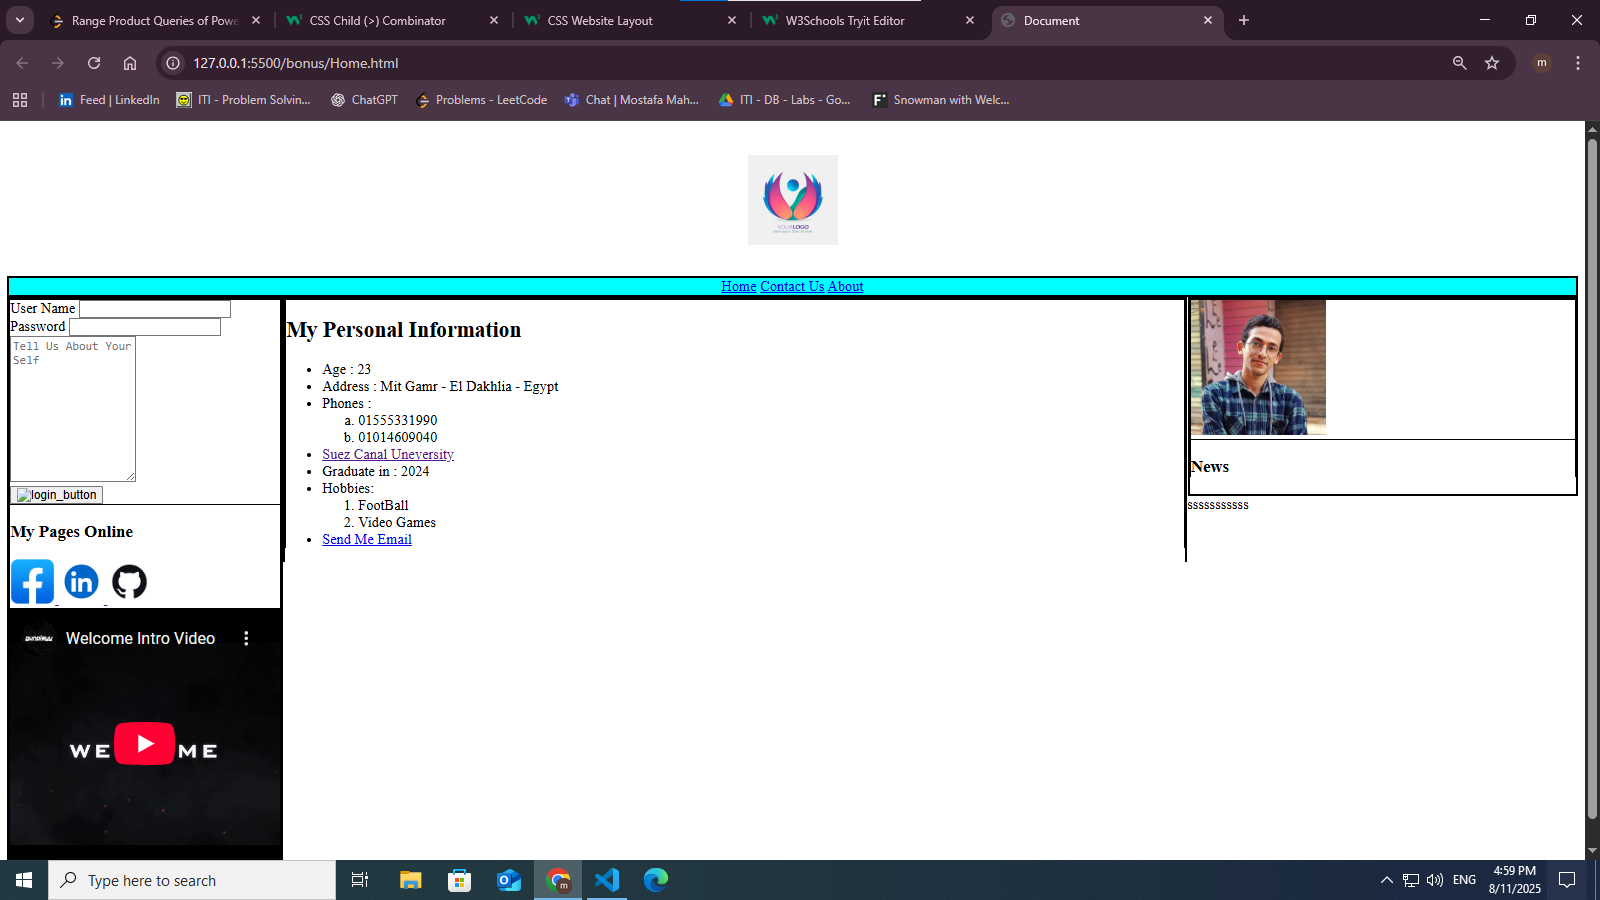 Range Product Queries of Powe
CSS Child (>) Combinator
CSS Website Layout
W3Schools Tryit Editor
Document
127.0.0.1:5500/bonus/Home.html
m
Feed | LinkedIn
ITI - Problem Solvin...
ChatGPT
Problems - LeetCode
Chat | Mostafa Mah...
ITI - DB - Labs - Go...
Snowman with Welc...
YOURLOGO
Home Contact Us About
User Name
Password
Tell Us About Your
Self
login_button
My Pages Online
Welcome Intro Video
WE ME
My Personal Information
Age : 23
Address : Mit Gamr - El Dakhlia - Egypt
Phones :
a. 01555331990
b. 01014609040
Suez Canal Uneversity
Graduate in : 2024
Hobbies:
1. FootBall
2. Video Games
Send Me Email
News
sssssssssss
Type here to search
m
ENG
4:59 PM
8/11/2025